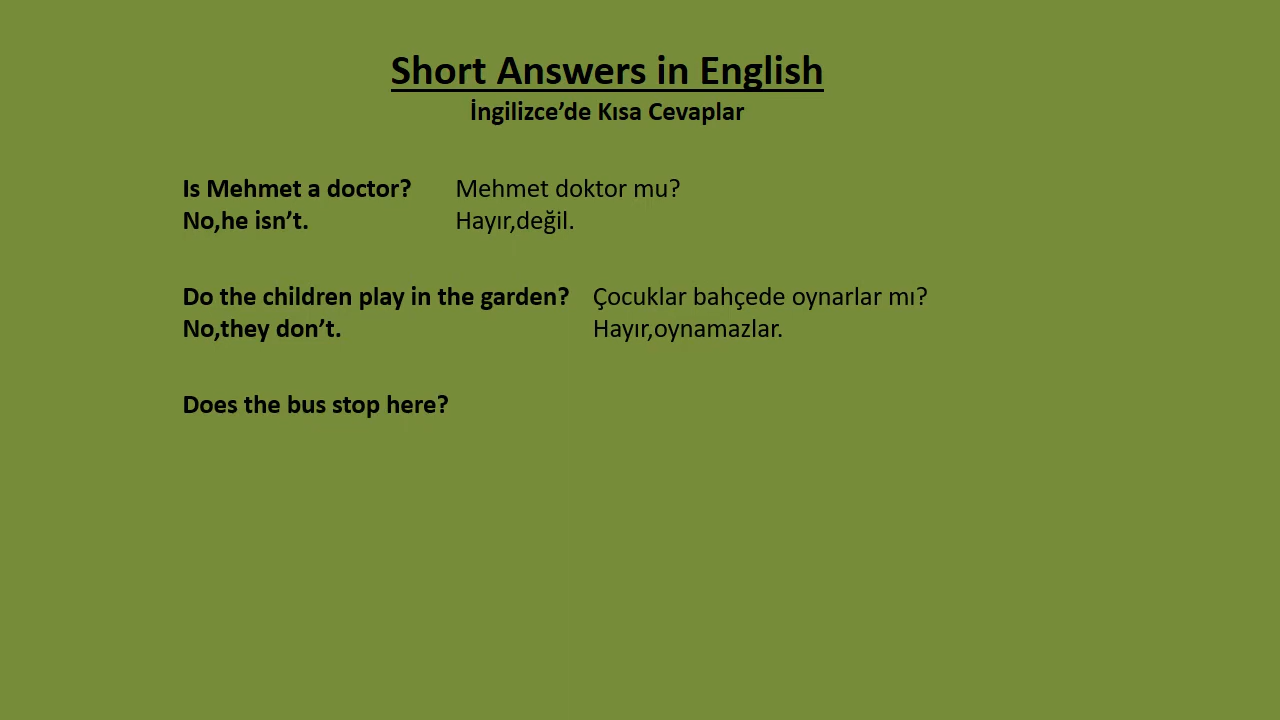 Short Answers in English
İngilizce’de Kısa Cevaplar
Is Mehmet a doctor? Mehmet doktor mu?
No,he isn’t. Hayır,değil.
Do the children play in the garden? Çocuklar bahçede oynarlar mı?
No,they don’t. Hayır,oynamazlar.
Does the bus stop here?